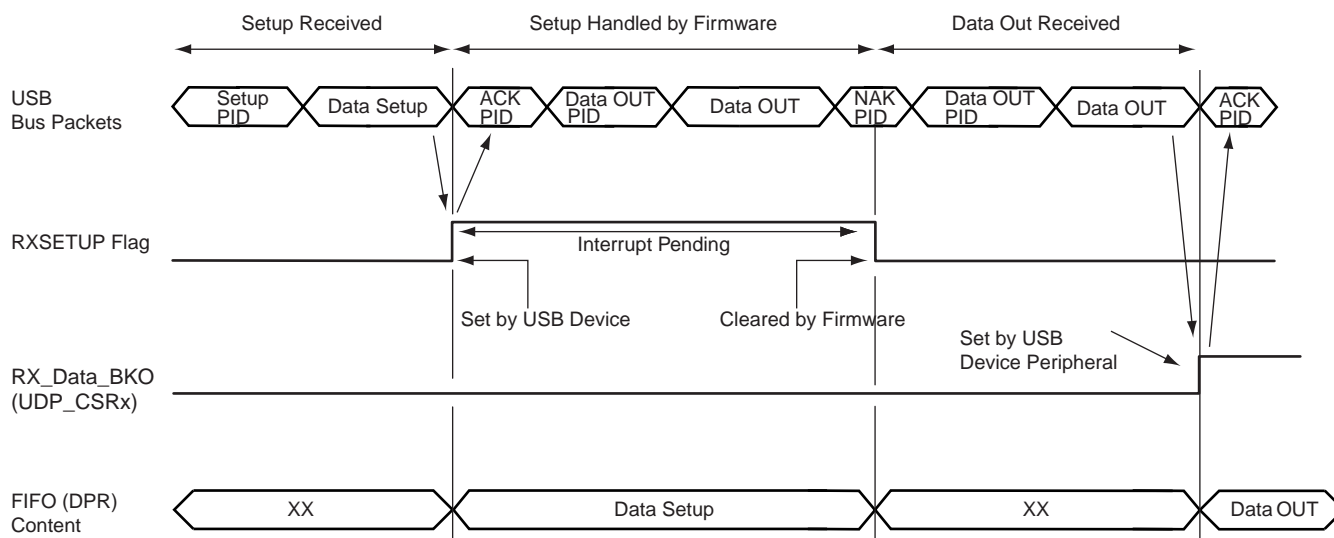 Setup Received
Setup Handled by Firmware
Data Out Received
USB
Bus Packets
Setup
PID
Data Setup
ACK
PID
Data OUT
PID
Data OUT
NAK
PID
Data OUT
PID
Data OUT
ACK
PID
RXSETUP Flag
Interrupt Pending
Set by USB Device
Cleared by Firmware
Set by USB
Device Peripheral
RX_Data_BKO
(UDP_CSRx)
FIFO (DPR)
Content
XX
Data Setup
XX
Data OUT